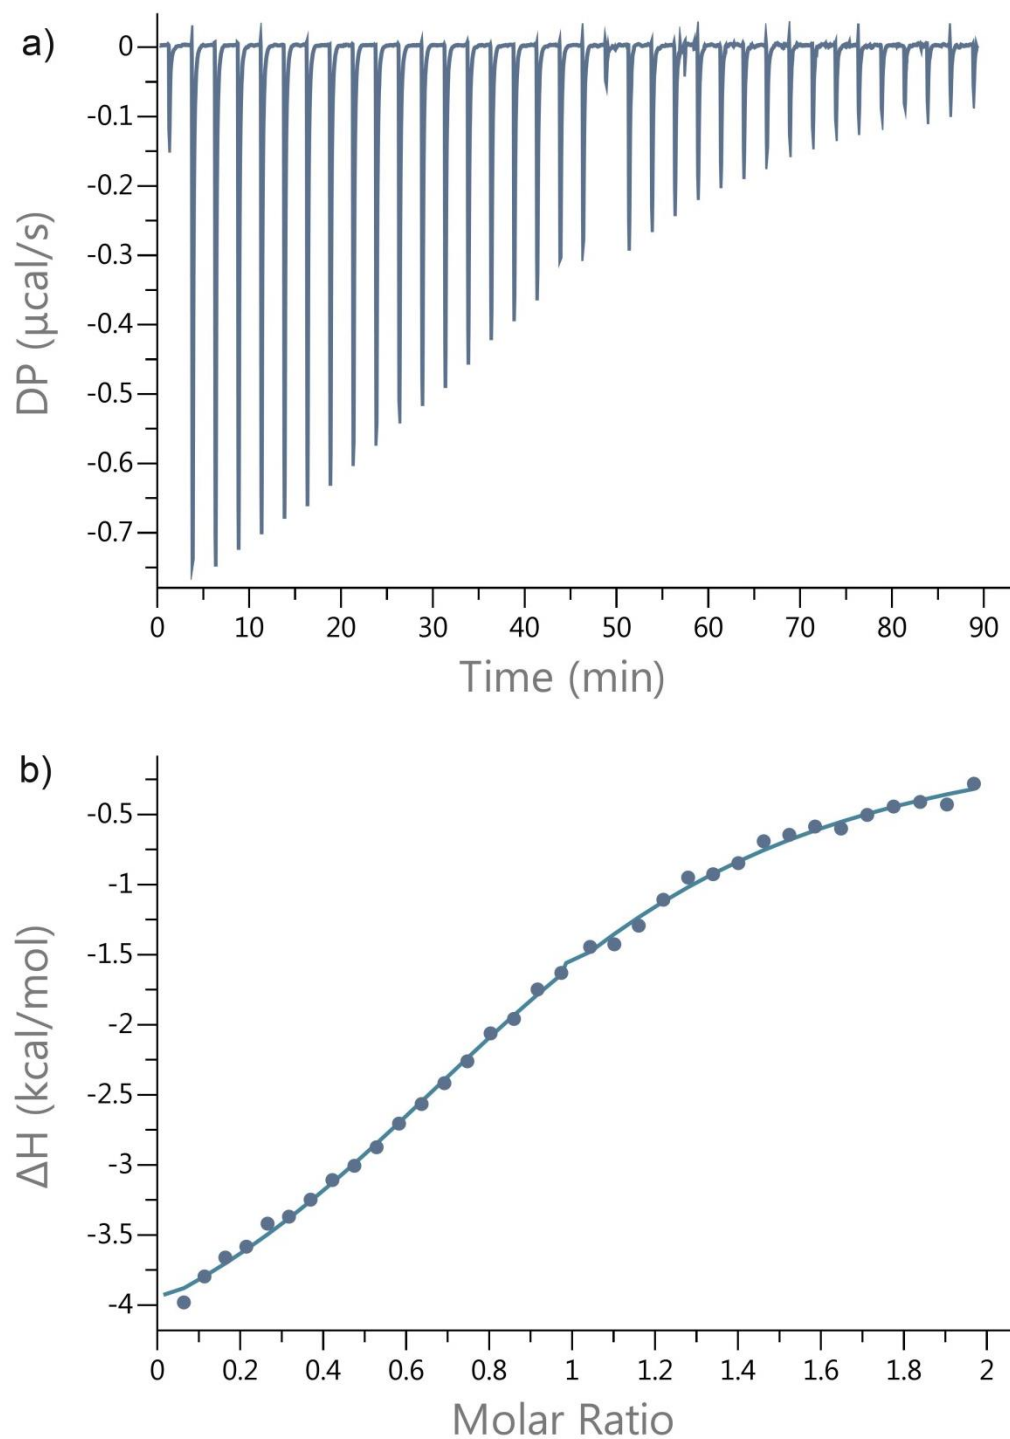 a)
0
-0.1
-0.2
-0.3
-0.4
-0.5
-0.6
-0.7
DP (µcal/s)
0 10 20 30 40 50 60 70 80 90
Time (min)
b)
-0.5
-1
-1.5
-2
-2.5
-3
-3.5
-4
ΔH (kcal/mol)
0 0.2 0.4 0.6 0.8 1 1.2 1.4 1.6 1.8 2
Molar Ratio